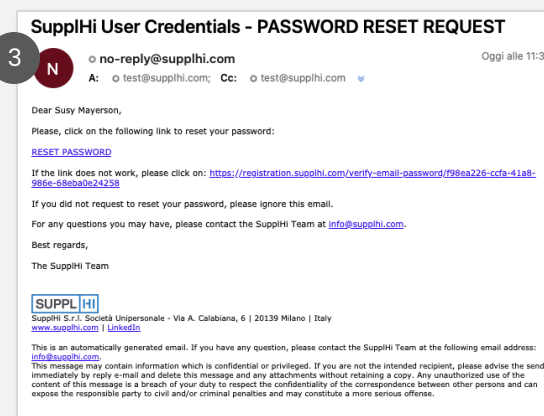 SupplHi User Credentials - PASSWORD RESET REQUEST
3
N
no-reply@supplhi.com
Oggi alle 11:3
A: test@supplhi.com; Cc: test@supplhi.com
Dear Susy Mayerson,
Please, click on the following link to reset your password:
RESET PASSWORD
If the link does not work, please click on: https://registration.supplhi.com/verify-email-password/f98ea226-ccfa-41a8-
986e-68eba0e24258
If you did not request to reset your password, please ignore this email.
For any questions you may have, please contact the SupplHi Team at info@supplhi.com.
Best regards,
The SupplHi Team
SUPPL HI
SupplHi S.r.l. Società Unipersonale - Via A. Calabiana, 6 | 20139 Milano | Italy
www.supplhi.com | LinkedIn
This is an automatically generated email. If you have any question, please contact the SupplHi Team at the following email address:
info@supplhi.com.
This message may contain information which is confidential or privileged. If you are not the intended recipient, please advise the send
immediately by reply e-mail and delete this message and any attachments without retaining a copy. Any unauthorized use of the
content of this message is a breach of your duty to respect the confidentiality of the correspondence between other persons and can
expose the responsible party to civil and/or criminal penalties and may constitute a more serious offense.